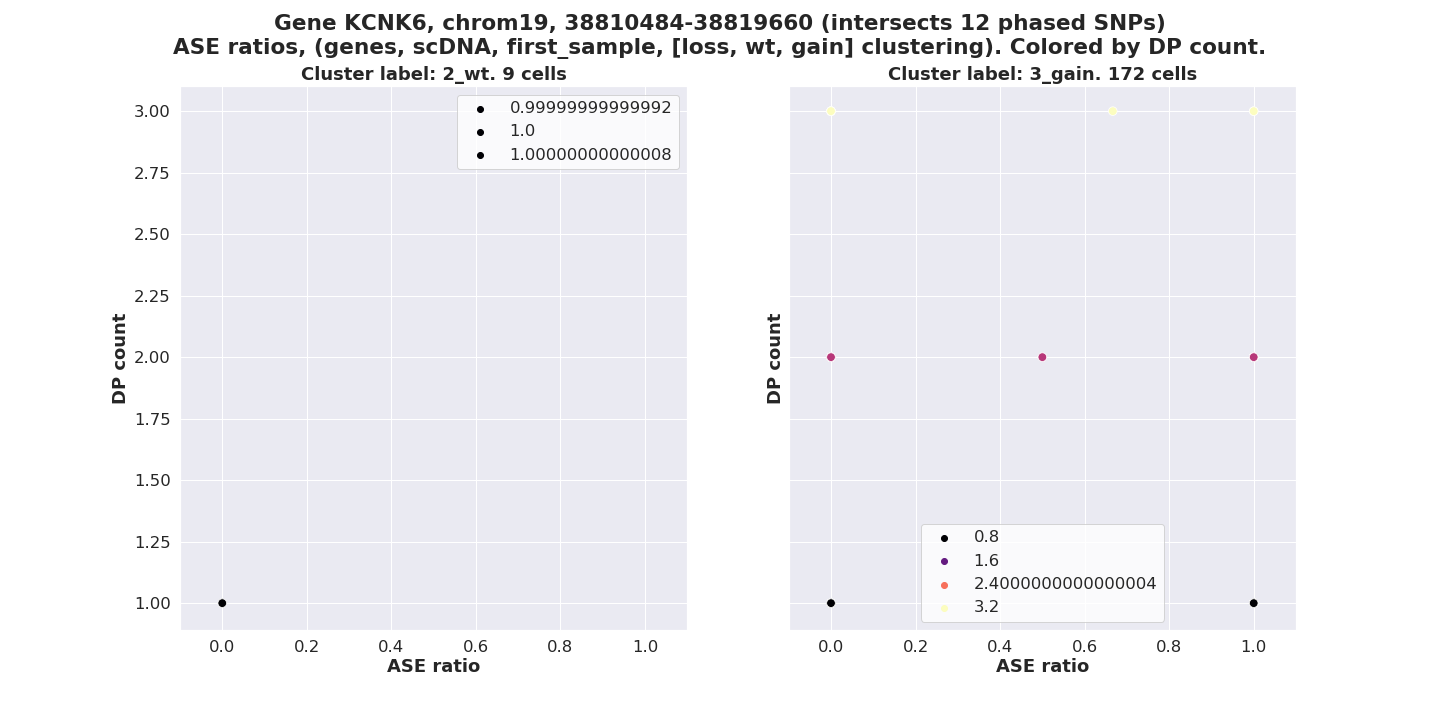 Gene KCNK6, chrom19, 38810484-38819660 (intersects 12 phased SNPs)
ASE ratios, (genes, scDNA, first_sample, [loss, wt, gain] clustering). Colored by DP count.
Cluster label: 2_wt. 9 cells
0.99999999999992
1.0
1.00000000000008
3.00
2.75
2.50
2.25
2.00
1.75
1.50
1.25
1.00
DP count
0.0 0.2 0.4 0.6 0.8 1.0
ASE ratio
Cluster label: 3_gain. 172 cells
DP count
0.8
1.6
2.4000000000000004
3.2
0.0 0.2 0.4 0.6 0.8 1.0
ASE ratio